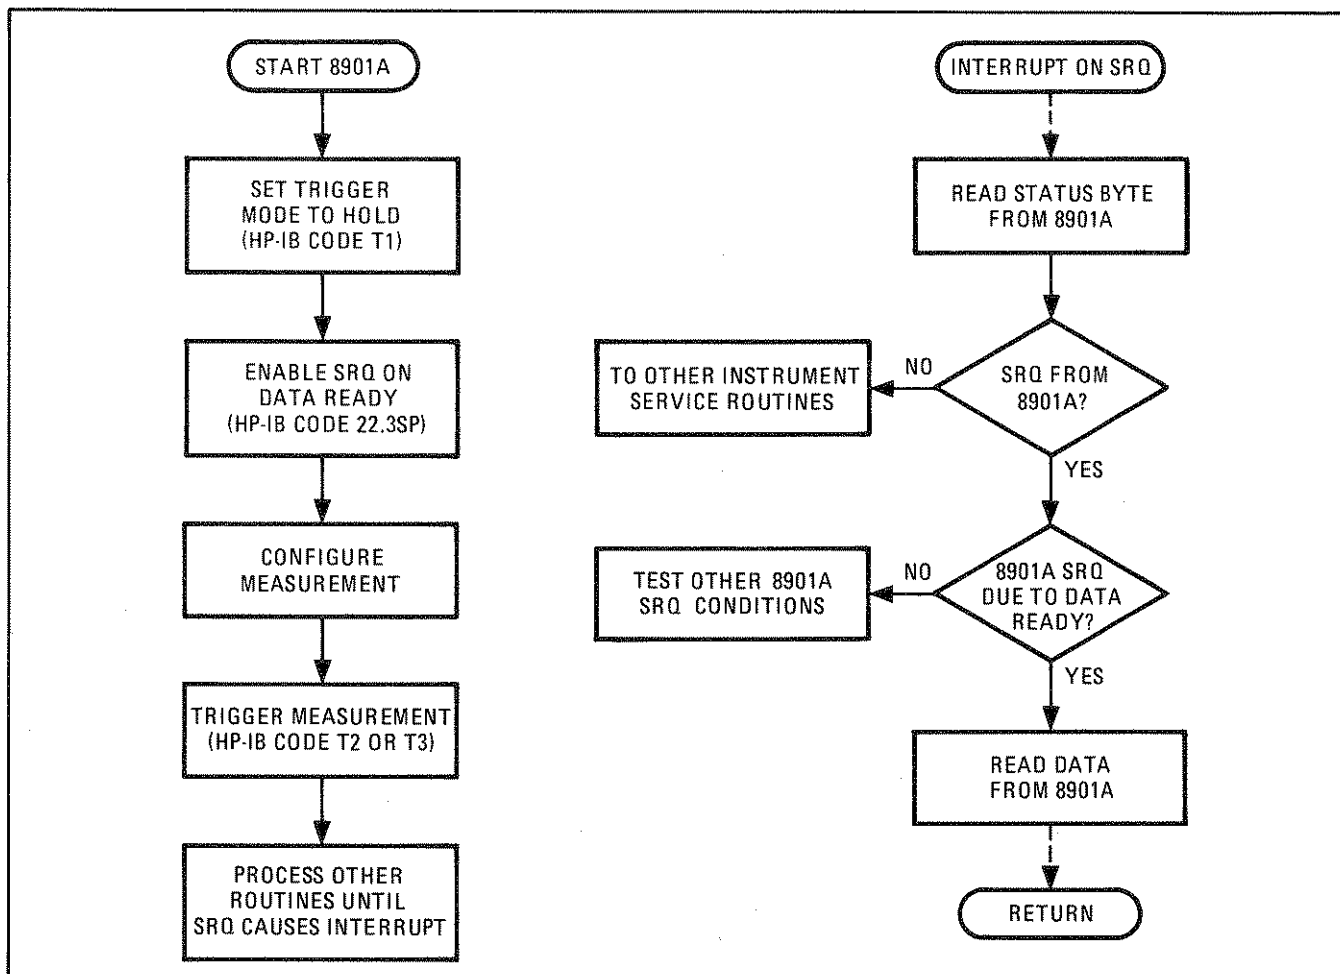 START 8901A
SET TRIGGER
MODE TO HOLD
(HP-IB CODE T1)
ENABLE SRQ ON
DATA READY
(HP-IB CODE 22.3SP)
CONFIGURE
MEASUREMENT
TRIGGER MEASUREMENT
(HP-IB CODE T2 OR T3)
PROCESS OTHER
ROUTINES UNTIL
SRQ CAUSES INTERRUPT
INTERRUPT ON SRQ
READ STATUS BYTE
FROM 8901A
SRQ FROM
8901A?
NO
TO OTHER INSTRUMENT
SERVICE ROUTINES
YES
8901A SRQ
DUE TO DATA
READY?
NO
TEST OTHER 8901A
SRQ CONDITIONS
YES
READ DATA
FROM 8901A
RETURN